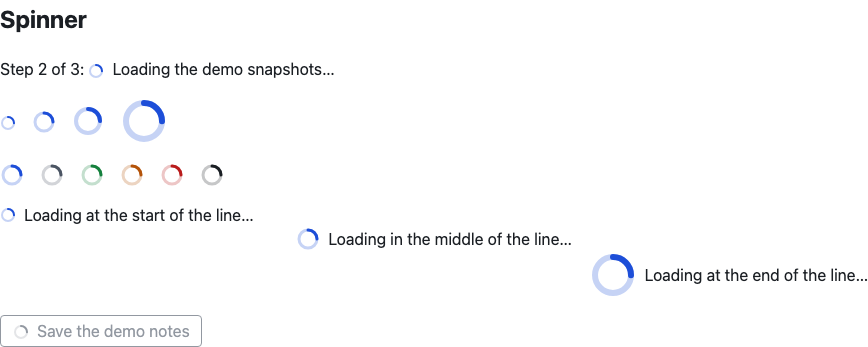 Spinner
Step 2 of 3: Loading the demo snapshots...
Loading at the start of the line...
Loading in the middle of the line...
Loading at the end of the line...
Save the demo notes